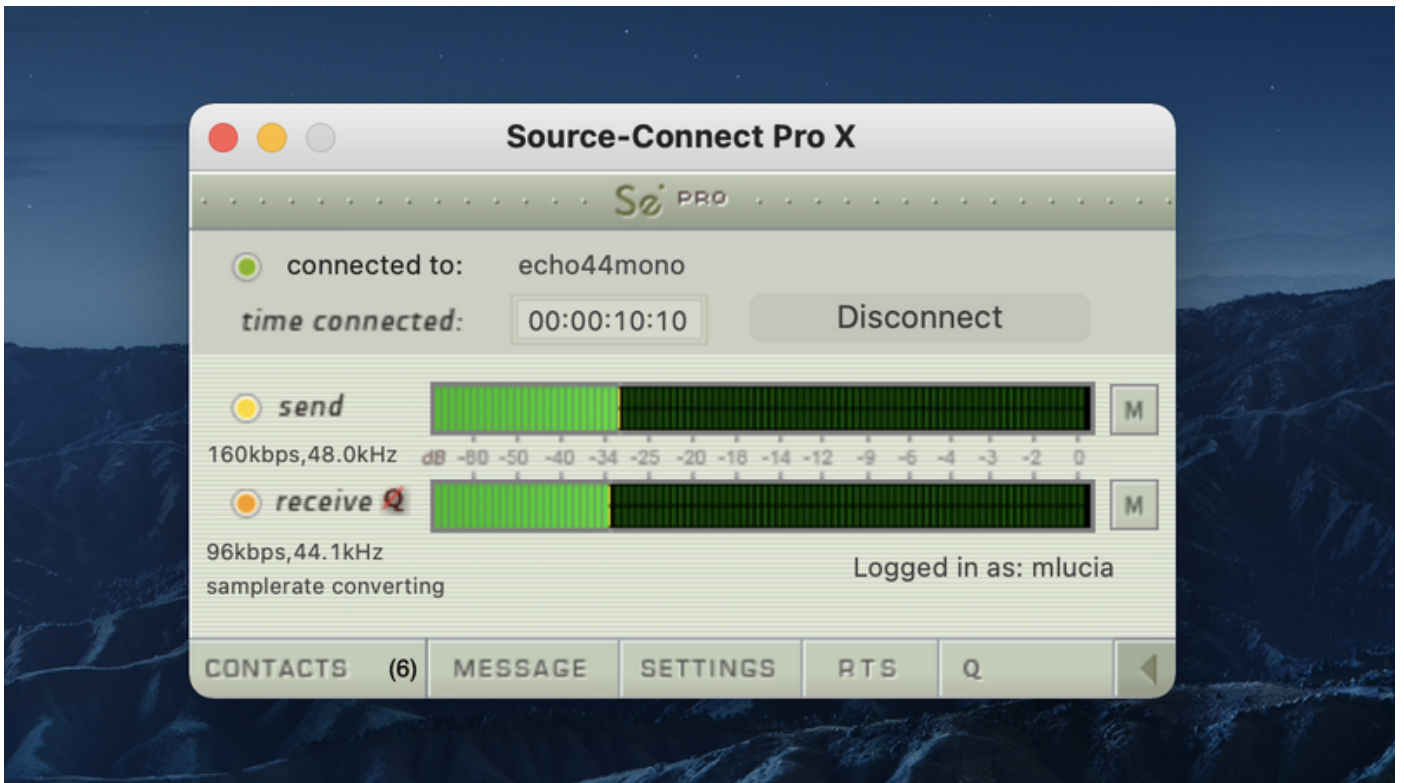 Source-Connect Pro X
Se PRO
connected to: echo44mono
time connected: 00:00:10:10 Disconnect
send M
160kbps,48.0kHz dB -80 -50 -40 -34 -25 -20 -16 -14 -12 -9 -6 -4 -3 -2 0
receive Q M
96kbps,44.1kHz
samplerate converting
Logged in as: mlucia
CONTACTS (6) MESSAGE SETTINGS RTS Q